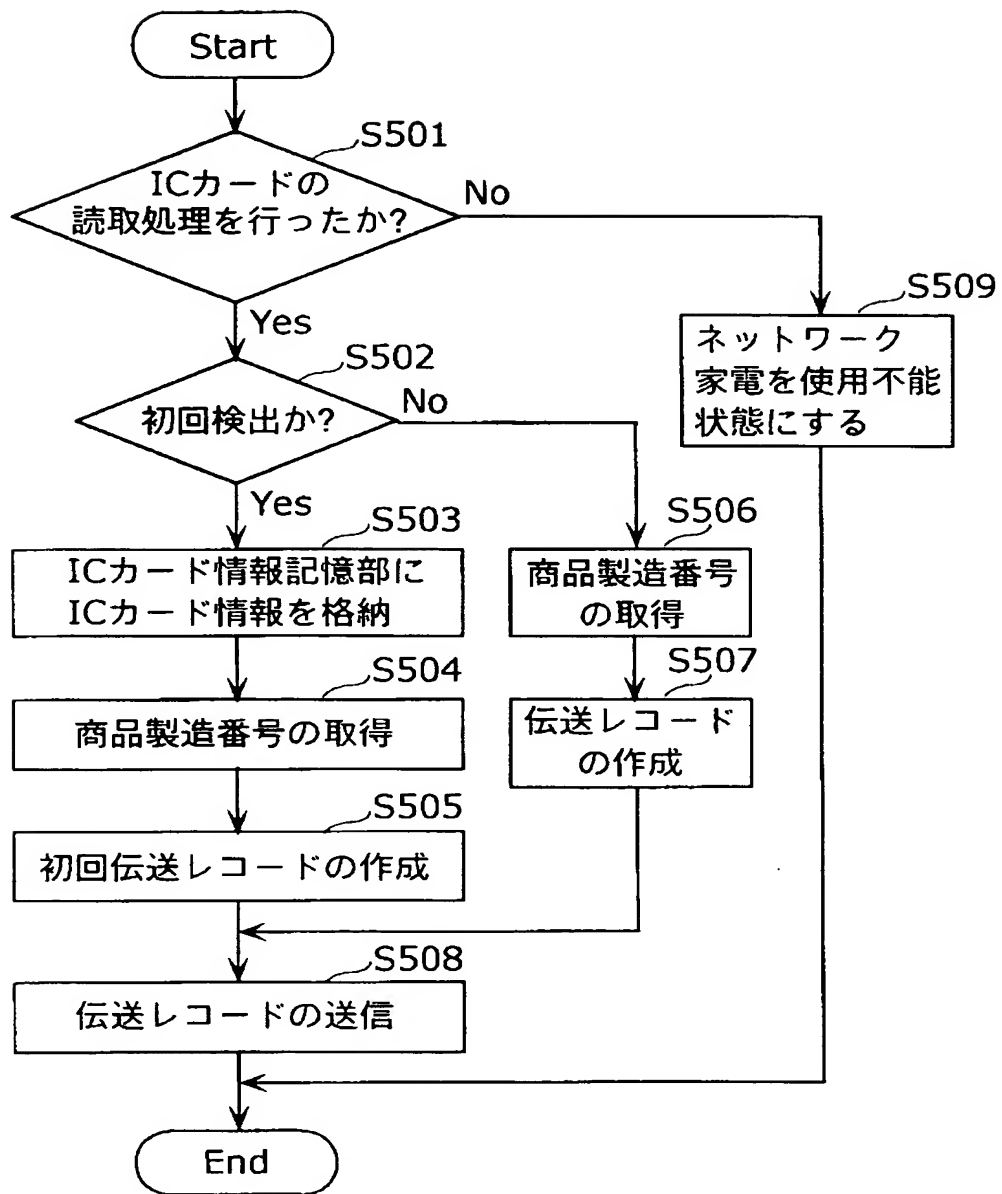 Start
S501
ICカードの
読取処理を行ったか?
No
Yes
S509
ネットワーク
家電を使用不能
状態にする
S502
初回検出か?
No
Yes
S503
ICカード情報記憶部に
ICカード情報を格納
S506
商品製造番号
の取得
S504
商品製造番号の取得
S507
伝送レコード
の作成
S505
初回伝送レコードの作成
S508
伝送レコードの送信
End